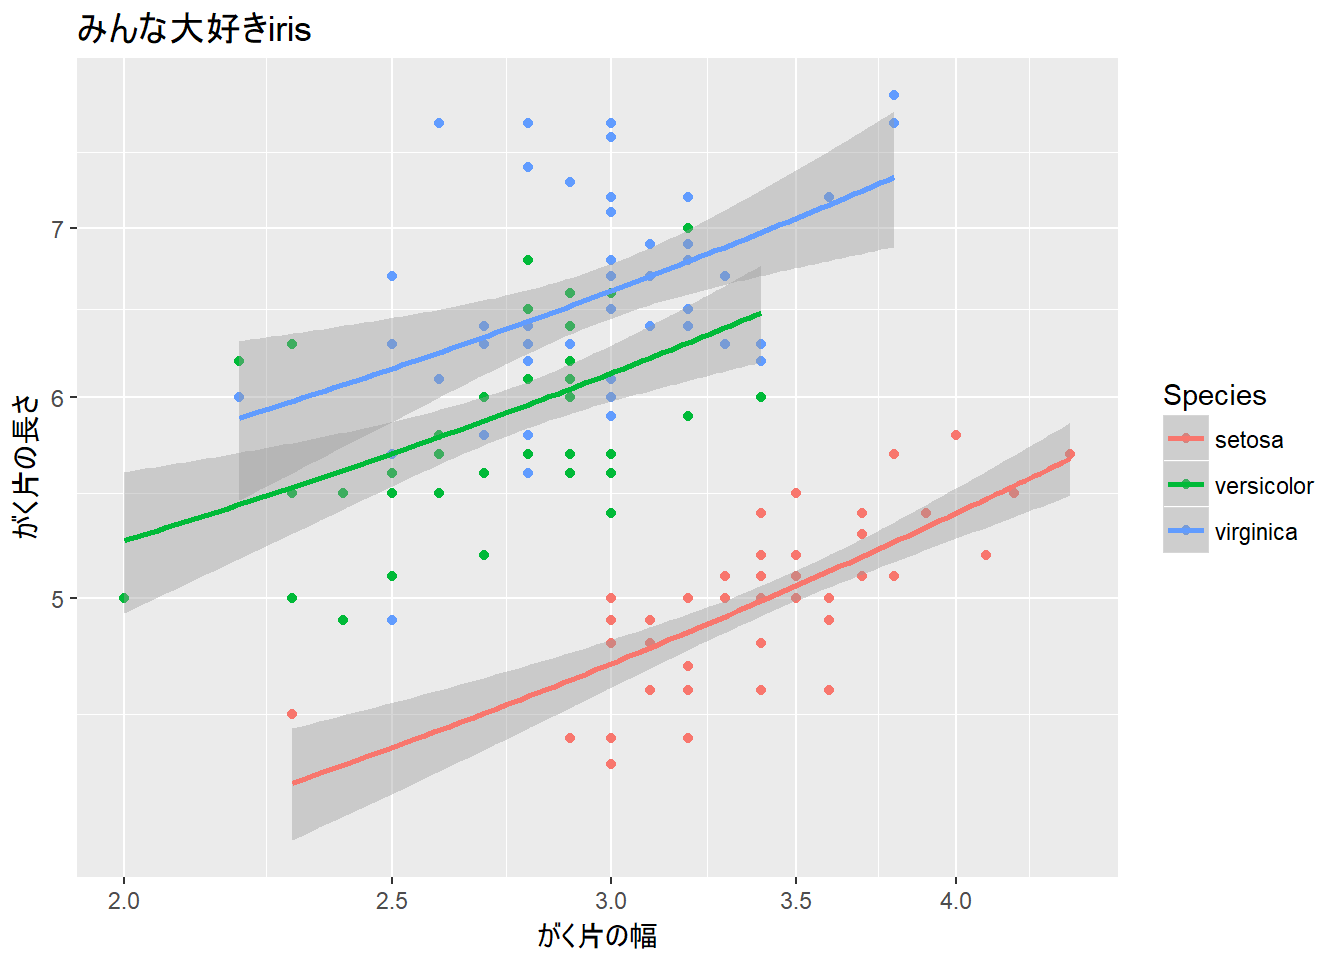 みんな大好きiris
がく片の長さ
7
6
5
2.0
2.5
3.0
3.5
4.0
がく片の幅
Species
setosa
versicolor
virginica